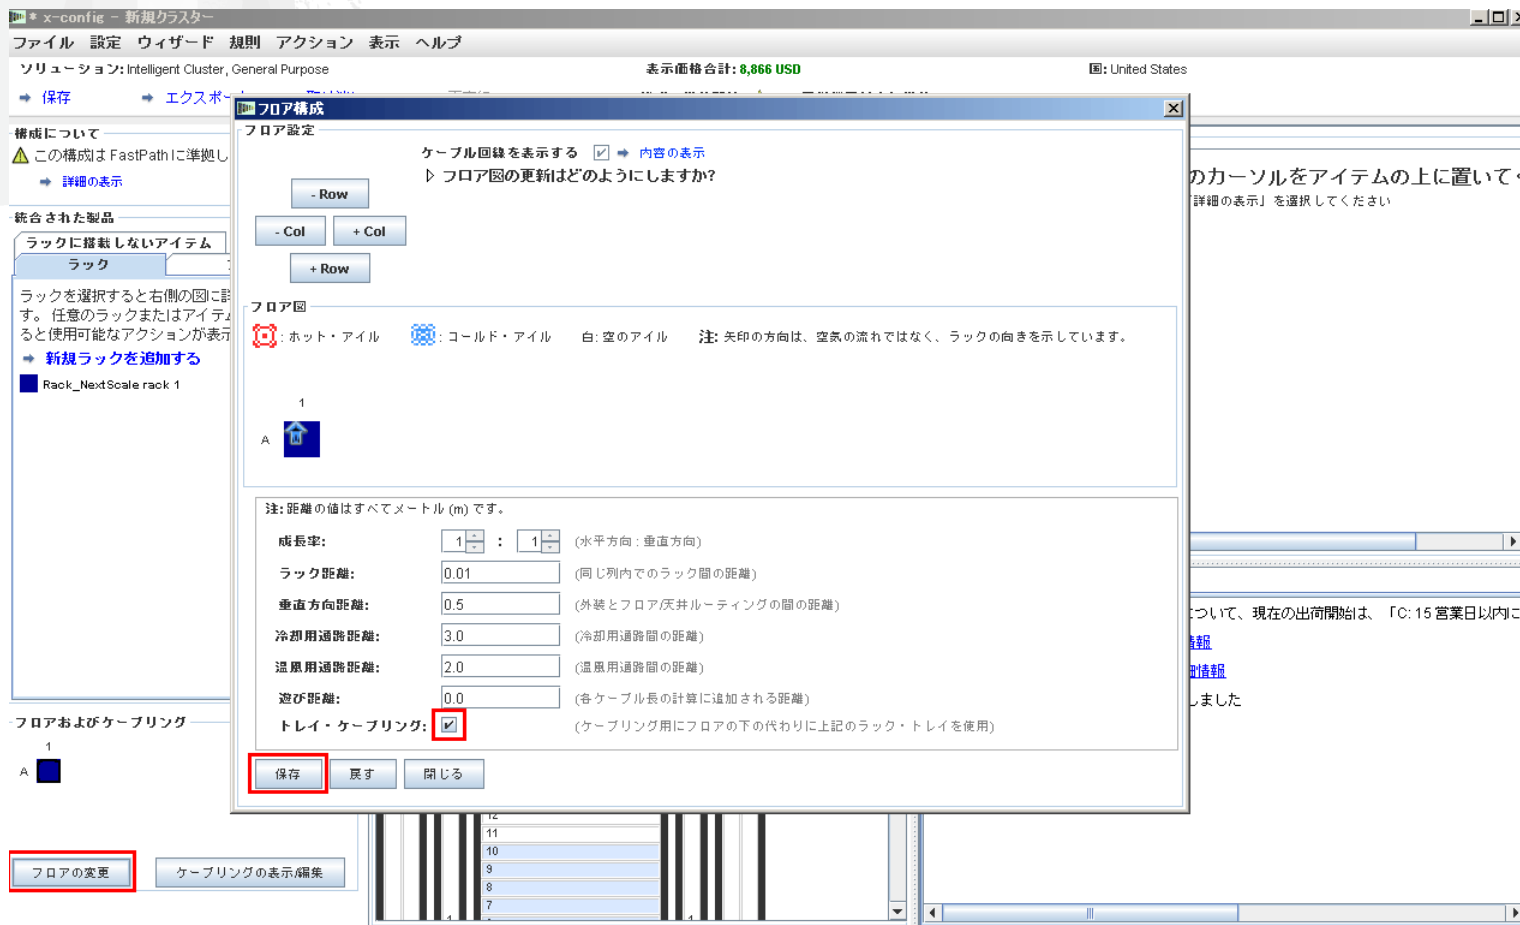 * x-config - 新規クラスター
ファイル 設定 ウィザード 規則 アクション 表示 ヘルプ
ソリューション: Intelligent Cluster, General Purpose 表示価格合計: 8,866 USD 国: United States
保存 エクスポー
構成について
この構成は FastPath に準拠し
詳細の表示
統合された製品
ラックに搭載しないアイテム
ラック
ラックを選択すると右側の図に詳
す。 任意のラックまたはアイテム
ると使用可能なアクションが表示
新規ラックを追加する
Rack_NextScale rack 1
フロアおよびケーブリング
1
A
フロアの変更 ケーブリングの表示/編集
フロア構成
フロア設定
ケーブル回線を表示する 内容の表示
フロア図の更新はどのようにしますか?
- Row
- Col + Col
+ Row
フロア図
: ホット・アイル : コールド・アイル 白: 空のアイル 注: 矢印の方向は、空気の流れではなく、ラックの向きを示しています。
1
A
注: 距離の値はすべてメートル (m) です。
成長率: 1 : 1 (水平方向 : 垂直方向)
ラック距離: 0.01 (同じ列内でのラック間の距離)
垂直方向距離: 0.5 (外装とフロア/天井ルーティングの間の距離)
冷却用通路距離: 3.0 (冷却用通路間の距離)
温風用通路距離: 2.0 (温風用通路間の距離)
遊び距離: 0.0 (各ケーブル長の計算に追加される距離)
トレイ・ケーブリング: (ケーブリング用にフロアの下の代わりに上記のラック・トレイを使用)
保存 戻す 閉じる
のカーソルをアイテムの上に置いてく
「詳細の表示」を選択してください
ついて、現在の出荷開始は、「C: 15 営業日以内に
情報
細情報
しました
12
11
10
9
8
7
1 1